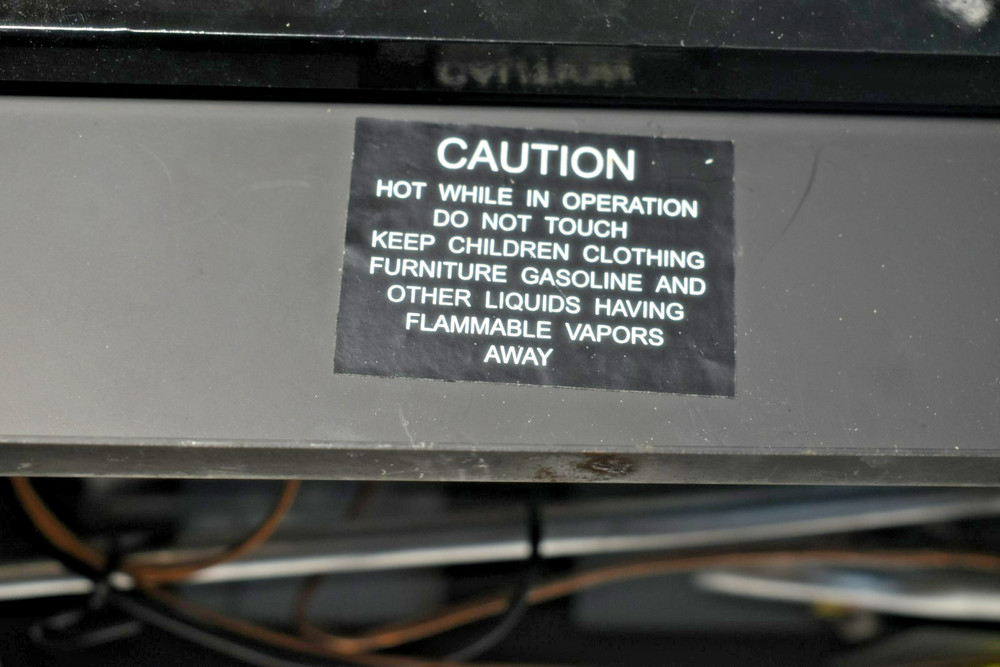 CAUTION
HOT WHILE IN OPERATION
DO NOT TOUCH
KEEP CHILDREN CLOTHING
FURNITURE GASOLINE AND
OTHER LIQUIDS HAVING
FLAMMABLE VAPORS
AWAY